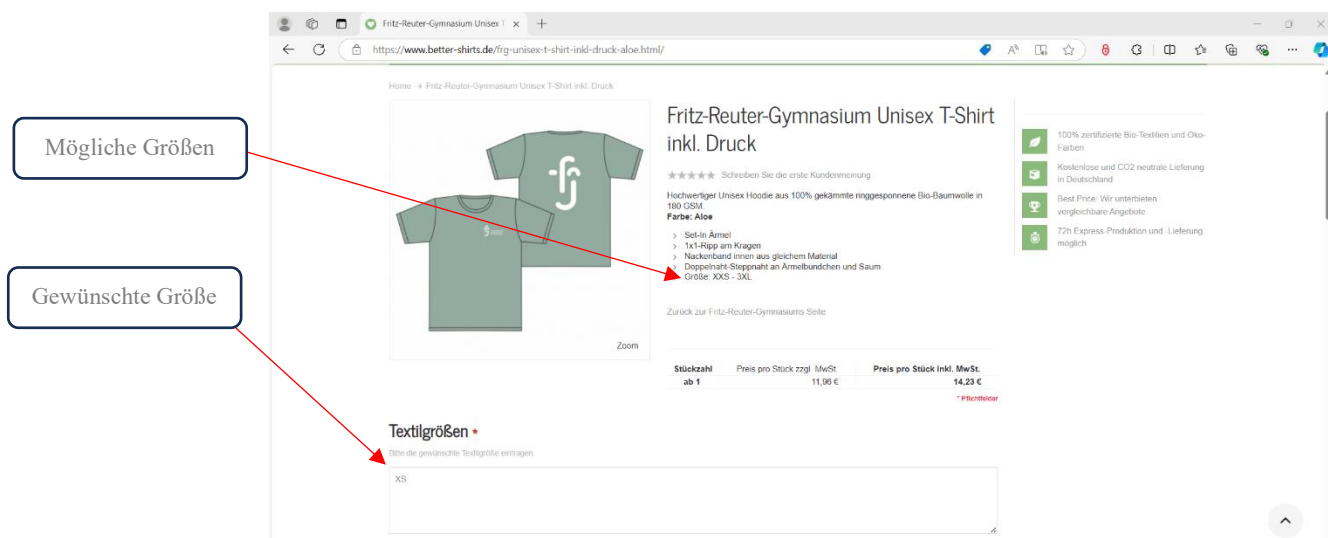 Fritz-Reuter-Gymnasium Unisex T
https://www.better-shirts.de/frg-unisex-t-shirt-inkl-druck-aloe.html/
Home → Fritz-Reuter-Gymnasium Unisex T-Shirt inkl. Druck
Mögliche Größen
Gewünschte Größe
Zoom
Fritz-Reuter-Gymnasium Unisex T-Shirt
inkl. Druck
Schreiben Sie die erste Kundenmeinung
Hochwertiger Unisex Hoodie aus 100% gekämmte ringgesponnene Bio-Baumwolle in
180 GSM.
Farbe: Aloe
Set-In Ärmel
1x1-Ripp am Kragen
Nackenband innen aus gleichem Material
Doppelnaht-Steppnaht an Ärmelbündchen und Saum
Größe: XXS - 3XL
Zurück zur Fritz-Reuter-Gymnasiums Seite
Stückzahl Preis pro Stück zzgl. MwSt. Preis pro Stück inkl. MwSt.
ab 1 11,96 € 14,23 €
* Pflichtfelder
100% zertifizierte Bio-Textilien und Öko-
Farben
Kostenlose und CO2 neutrale Lieferung
in Deutschland
Best Price: Wir unterbieten
vergleichbare Angebote
72h Express-Produktion und -Lieferung
möglich
Textilgrößen *
Bitte die gewünschte Textilgröße eintragen.
XS